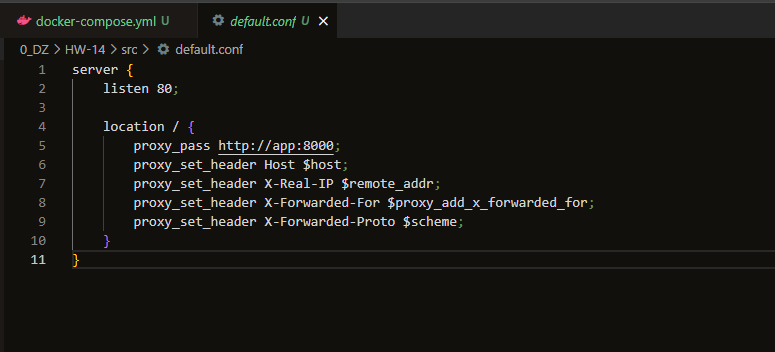 docker-compose.yml U
default.conf U
0_DZ > HW-14 > src > default.conf
1 server {
2     listen 80;
3
4     location / {
5         proxy_pass http://app:8000;
6         proxy_set_header Host $host;
7         proxy_set_header X-Real-IP $remote_addr;
8         proxy_set_header X-Forwarded-For $proxy_add_x_forwarded_for;
9         proxy_set_header X-Forwarded-Proto $scheme;
10     }
11 }